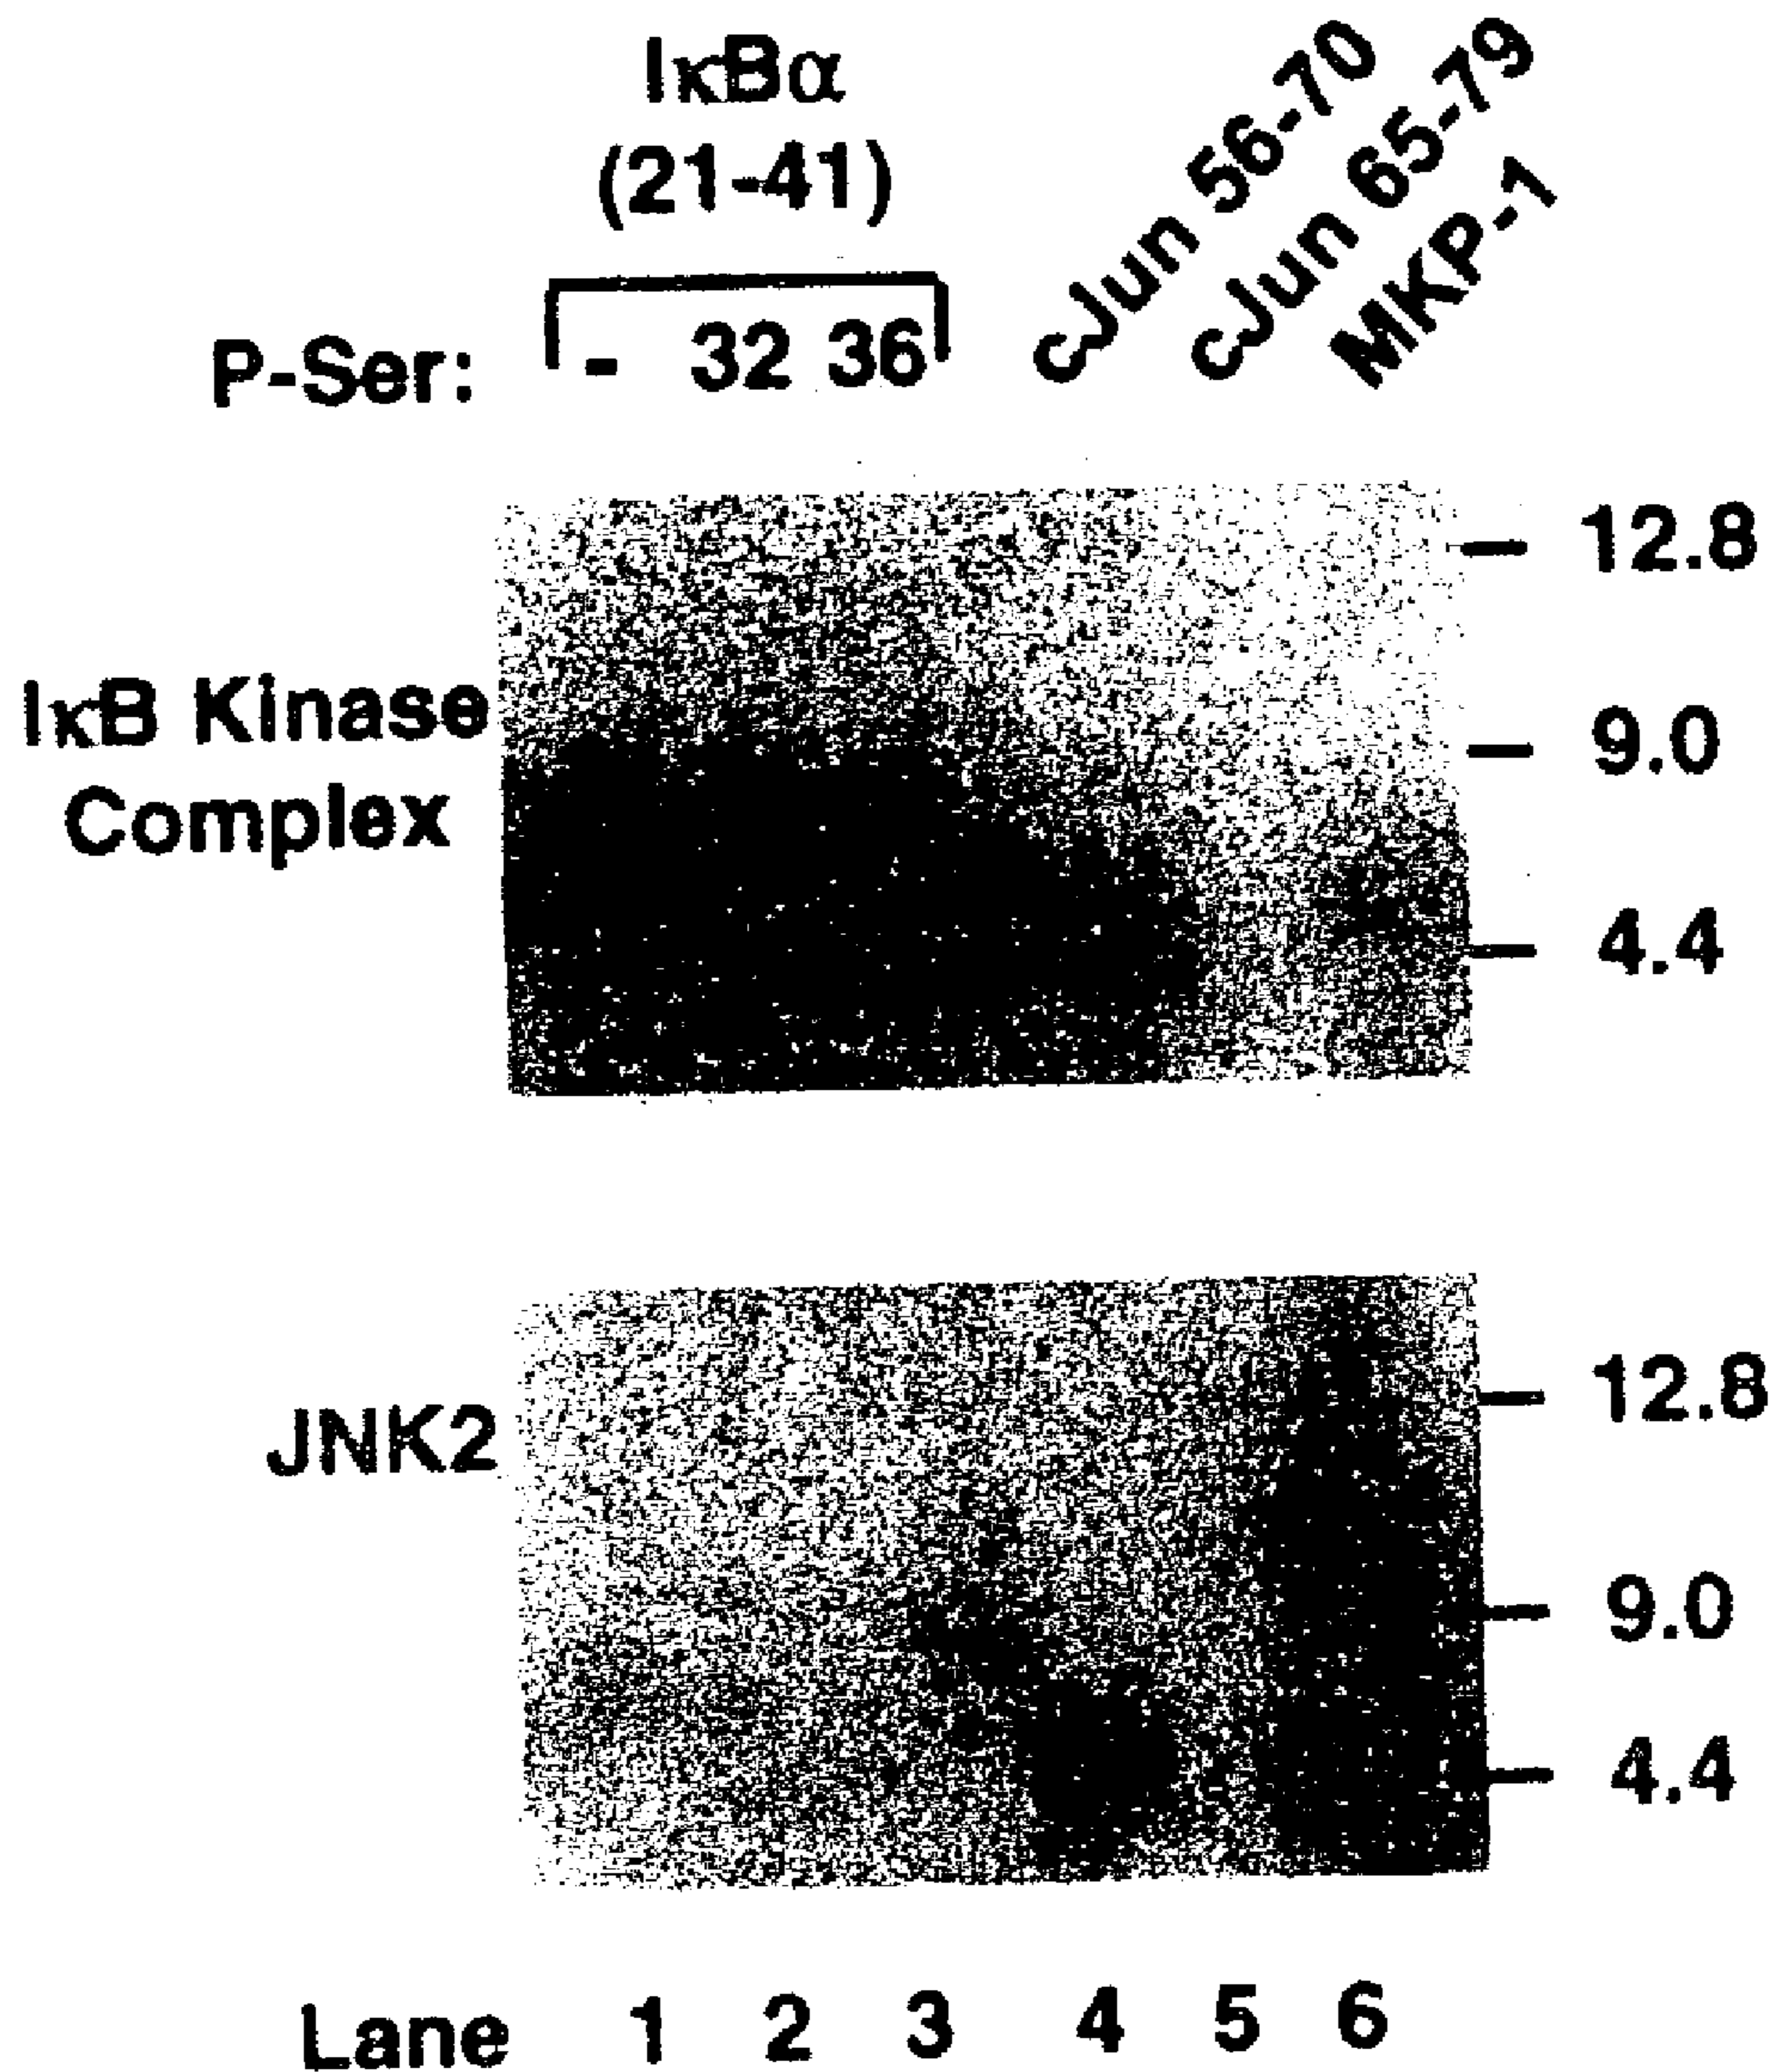 IκBα
(21-41)
P-Ser: - 32 36
cJun 56-70
cJun 65-79
MKP-1
IκB Kinase
Complex
12.8
9.0
4.4
JNK2
12.8
9.0
4.4
Lane 1 2 3 4 5 6